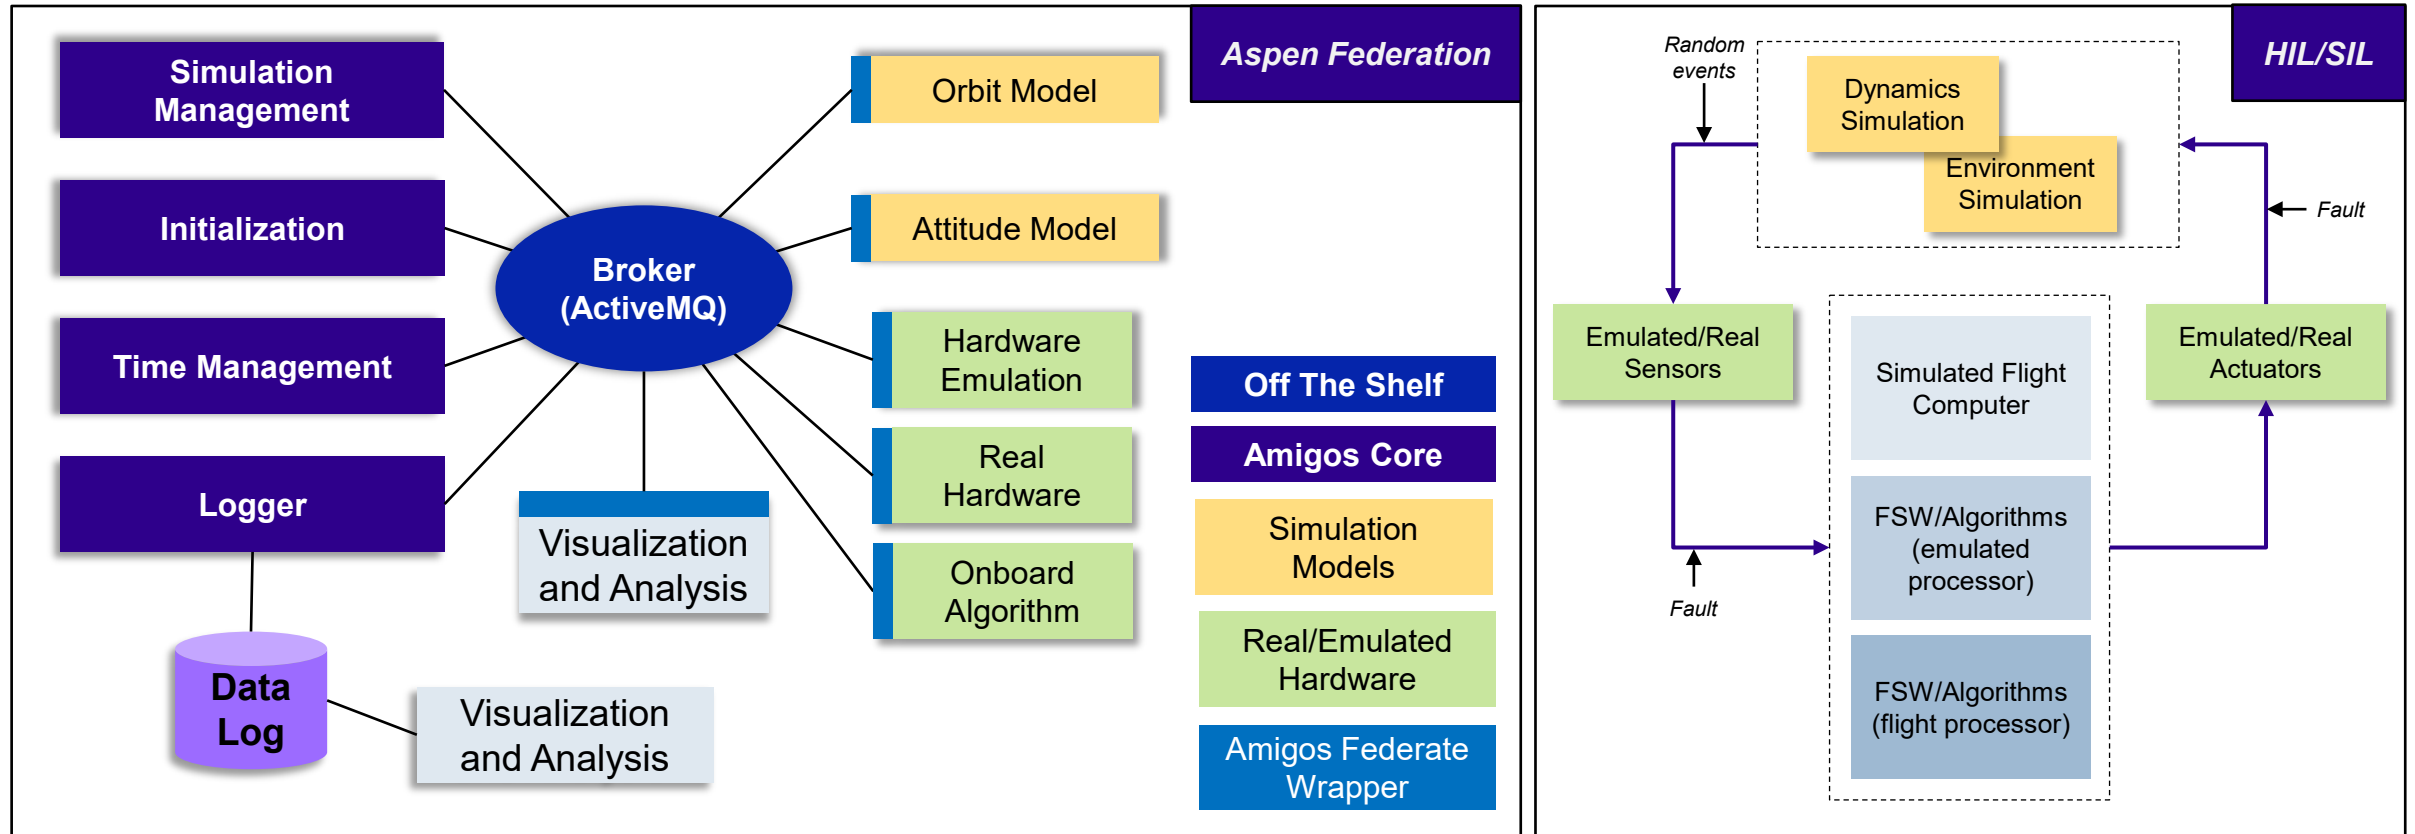 Simulation
Management
Initialization
Time Management
Logger
Data
Log
Visualization
and Analysis
Broker
(ActiveMQ)
Visualization
and Analysis
Orbit Model
Attitude Model
Hardware
Emulation
Real
Hardware
Onboard
Algorithm
Aspen Federation
Off The Shelf
Amigos Core
Simulation
Models
Real/Emulated
Hardware
Amigos Federate
Wrapper
HIL/SIL
Random
events
Dynamics
Simulation
Environment
Simulation
Fault
Emulated/Real
Sensors
Simulated Flight
Computer
Emulated/Real
Actuators
FSW/Algorithms
(emulated
processor)
Fault
FSW/Algorithms
(flight processor)